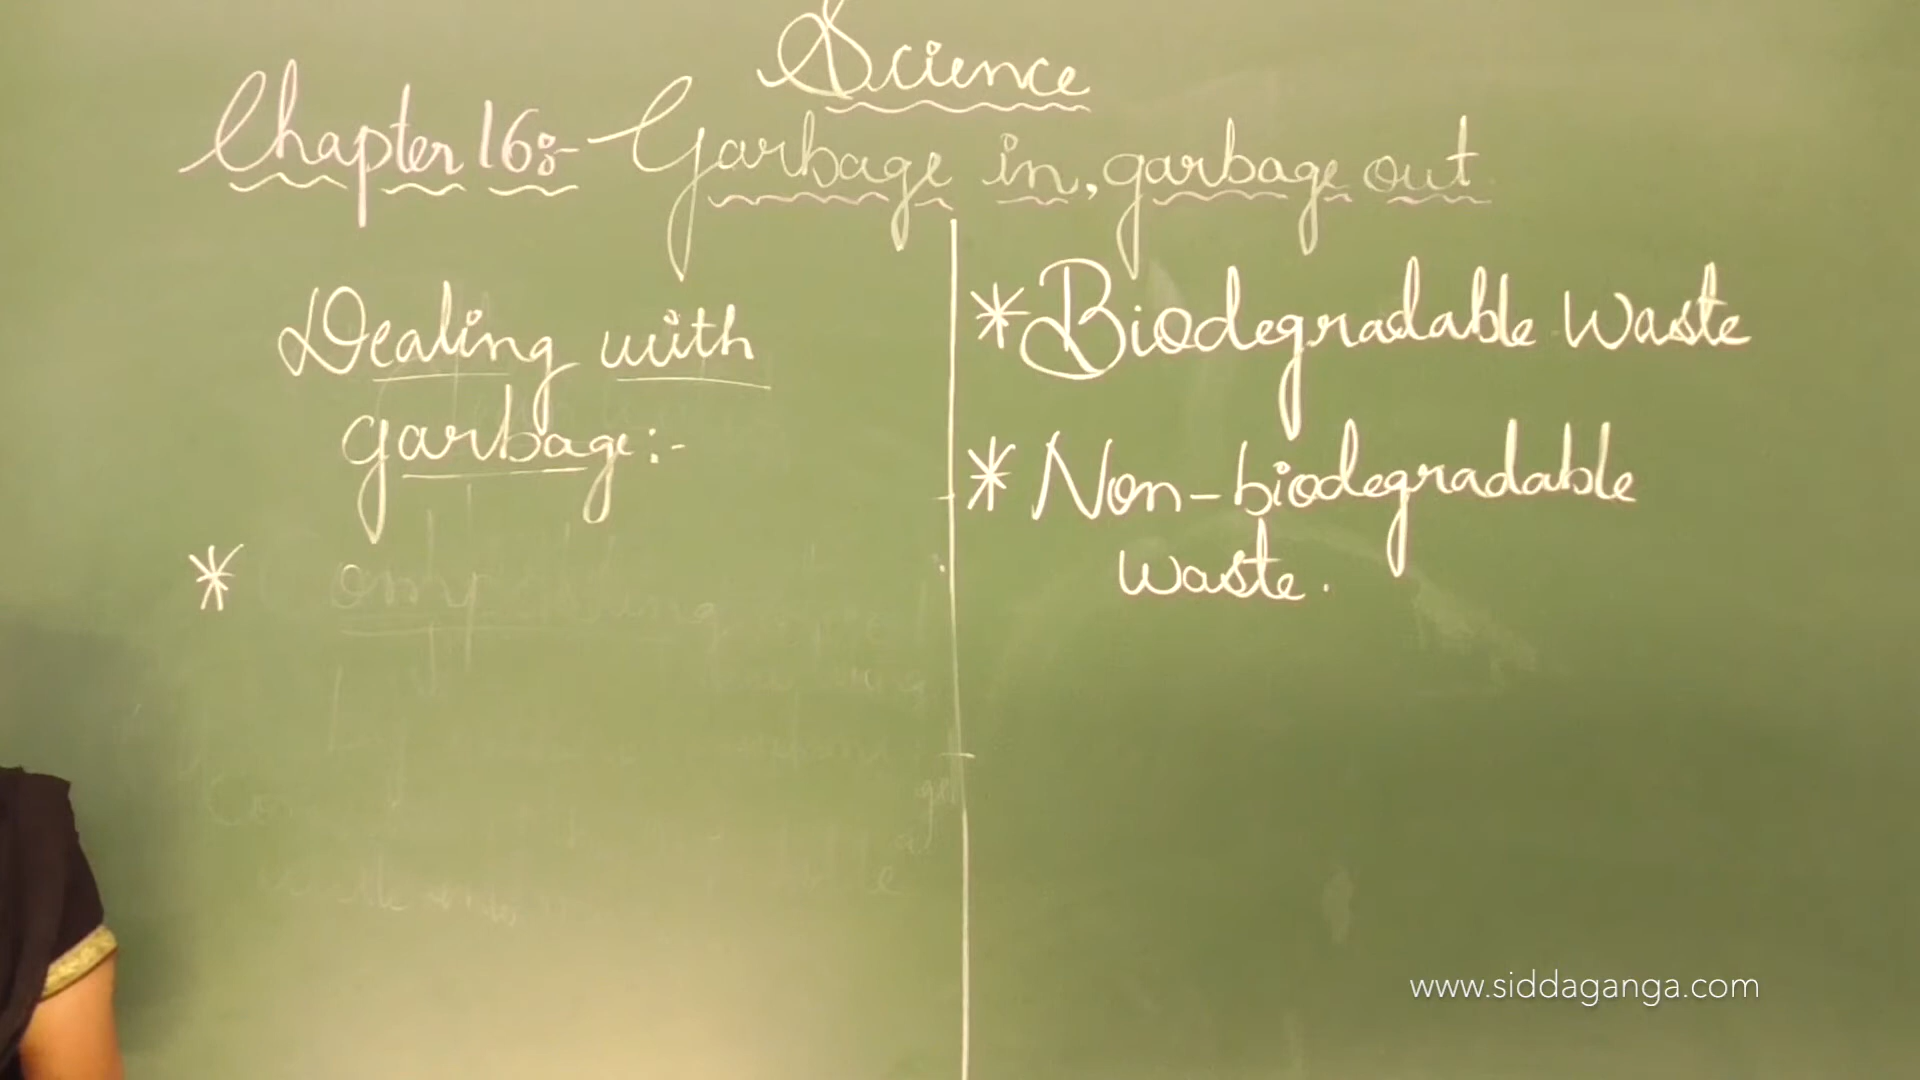 Science
Chapter 16:- Garbage in, garbage out.
Dealing with
garbage:-
*
* Biodegradable Waste
* Non-biodegradable
waste.
www.siddaganga.com